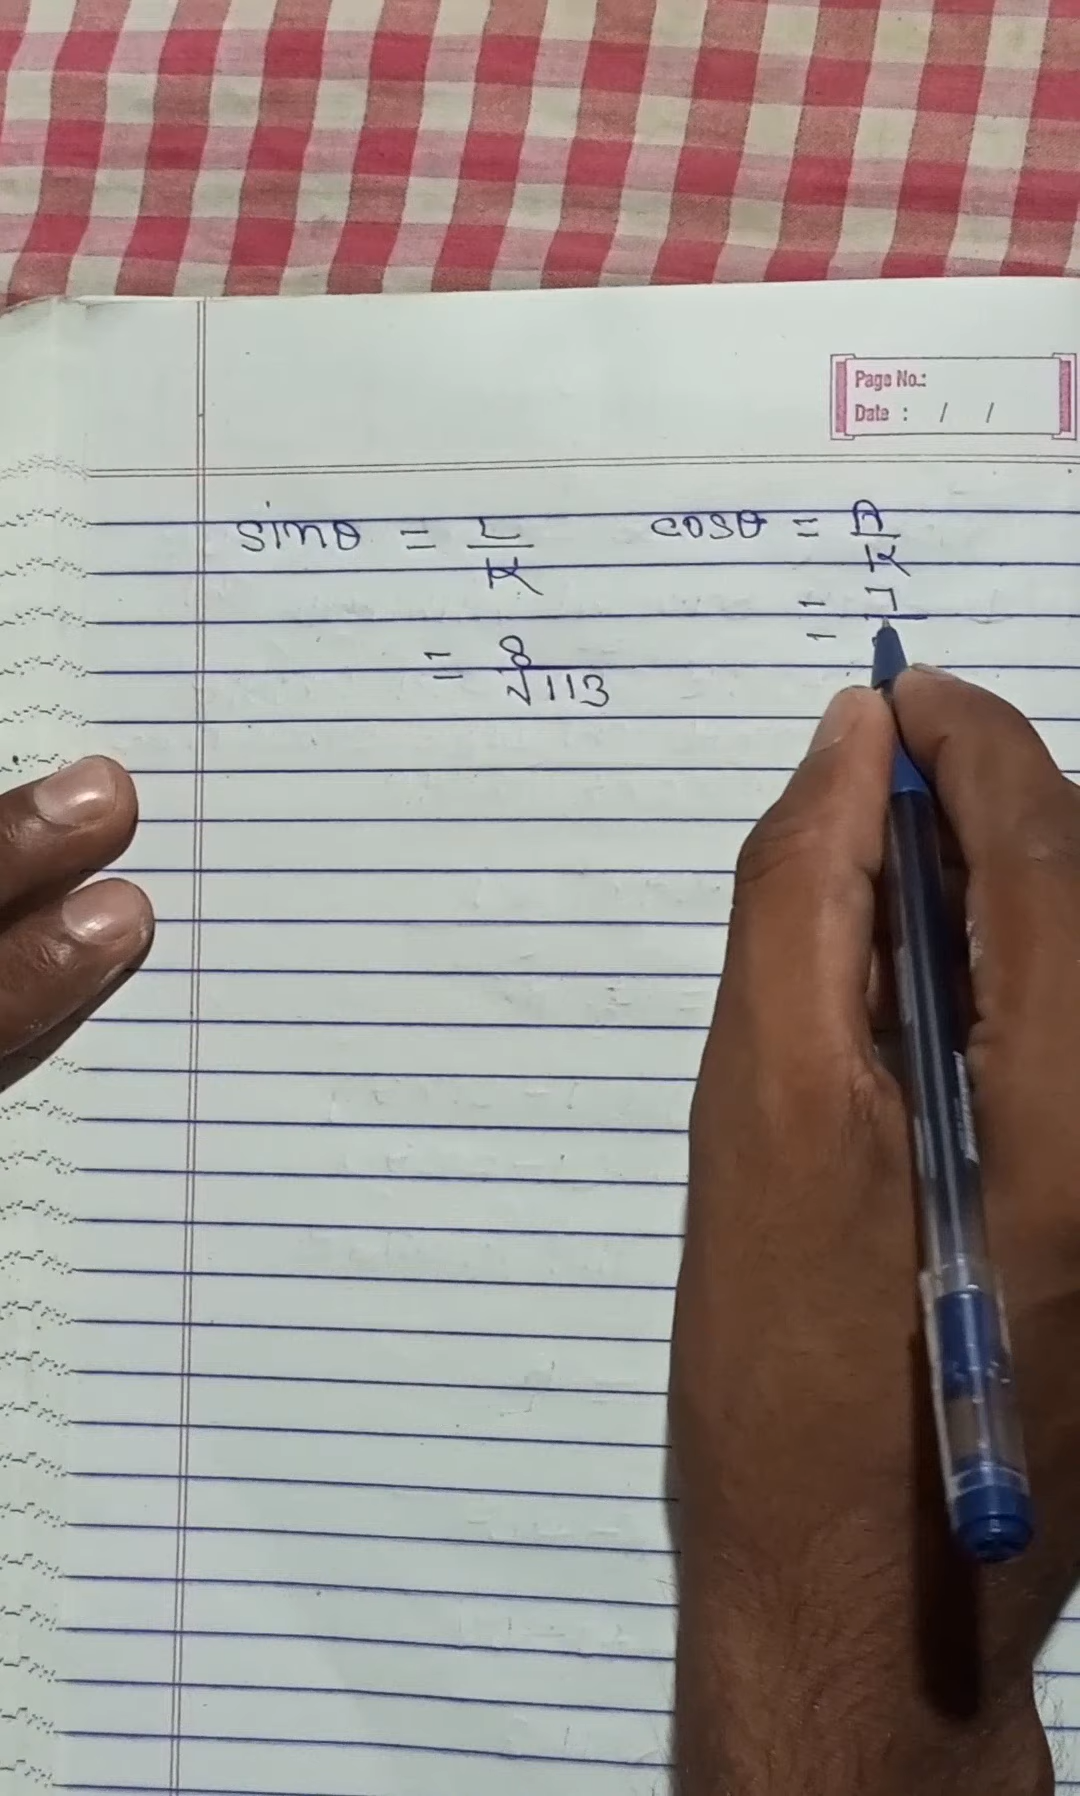 Page No.:
Date : / /
sinθ = L/K cosθ = A/K
= 8/√113 = 7/